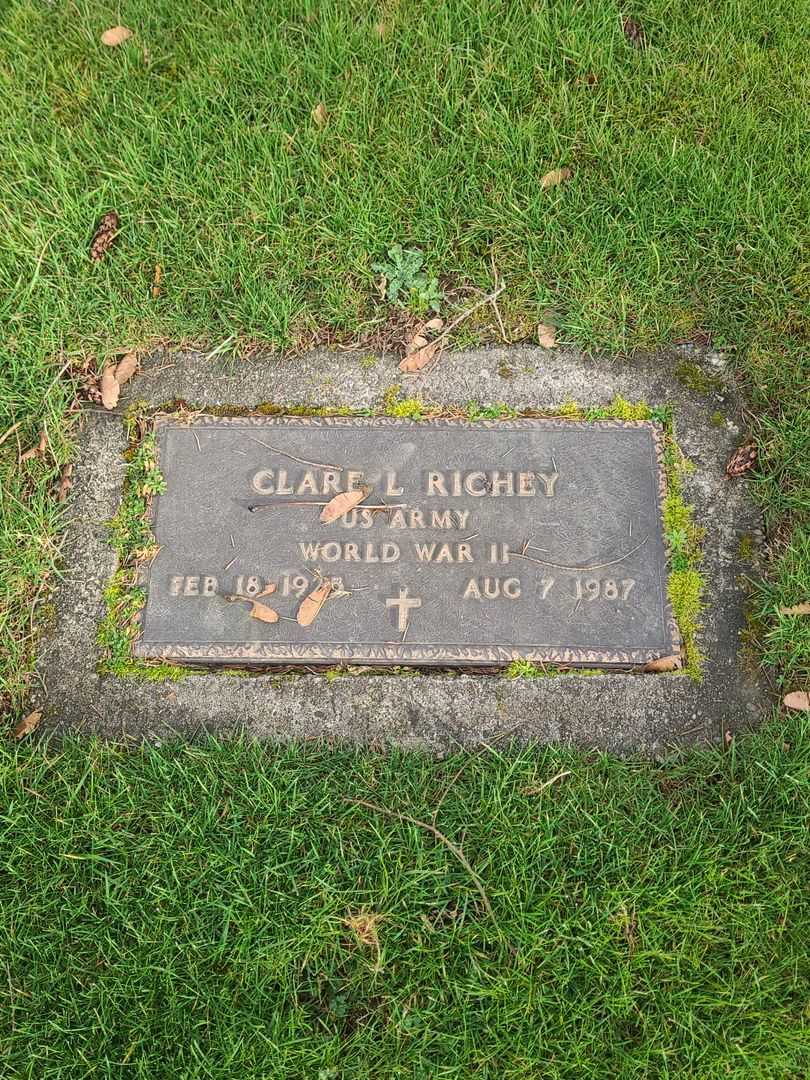 CLARE L RICHEY
US ARMY
WORLD WAR II
FEB 18 AUG 7 1987